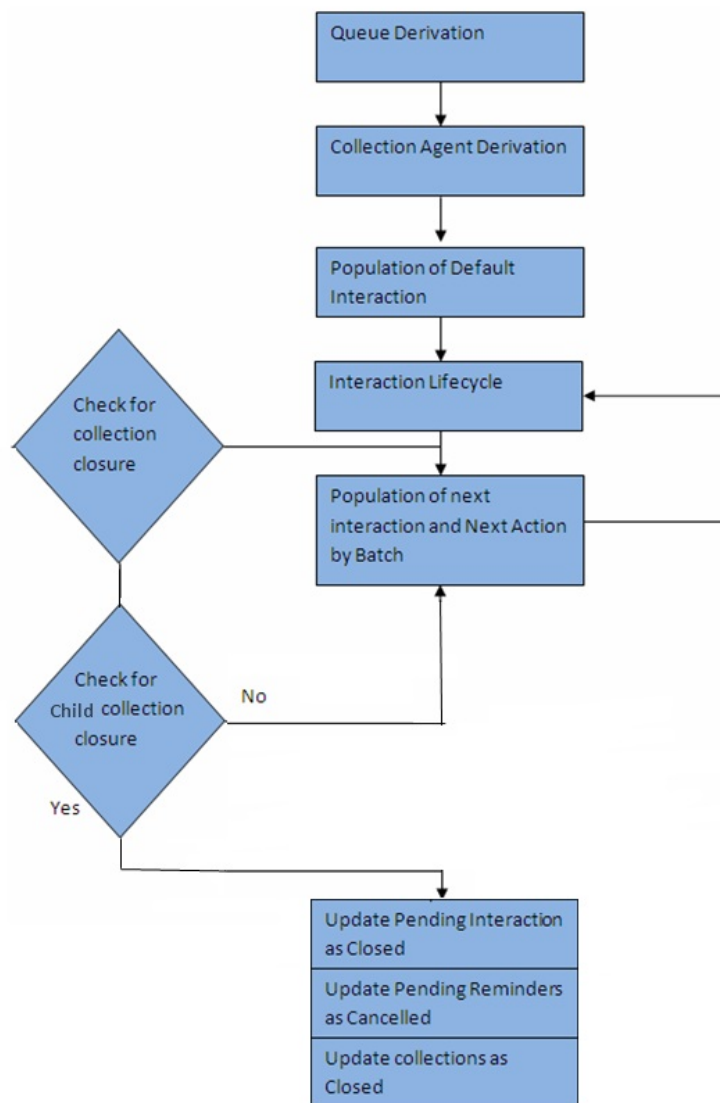 Queue Derivation
Collection Agent Derivation
Population of Default
Interaction
Interaction Lifecycle
Check for
collection
closure
Population of next
interaction and Next Action
by Batch
Check for
Child collection
closure
No
Yes
Update Pending Interaction
as Closed
Update Pending Reminders
as Cancelled
Update collections as
Closed